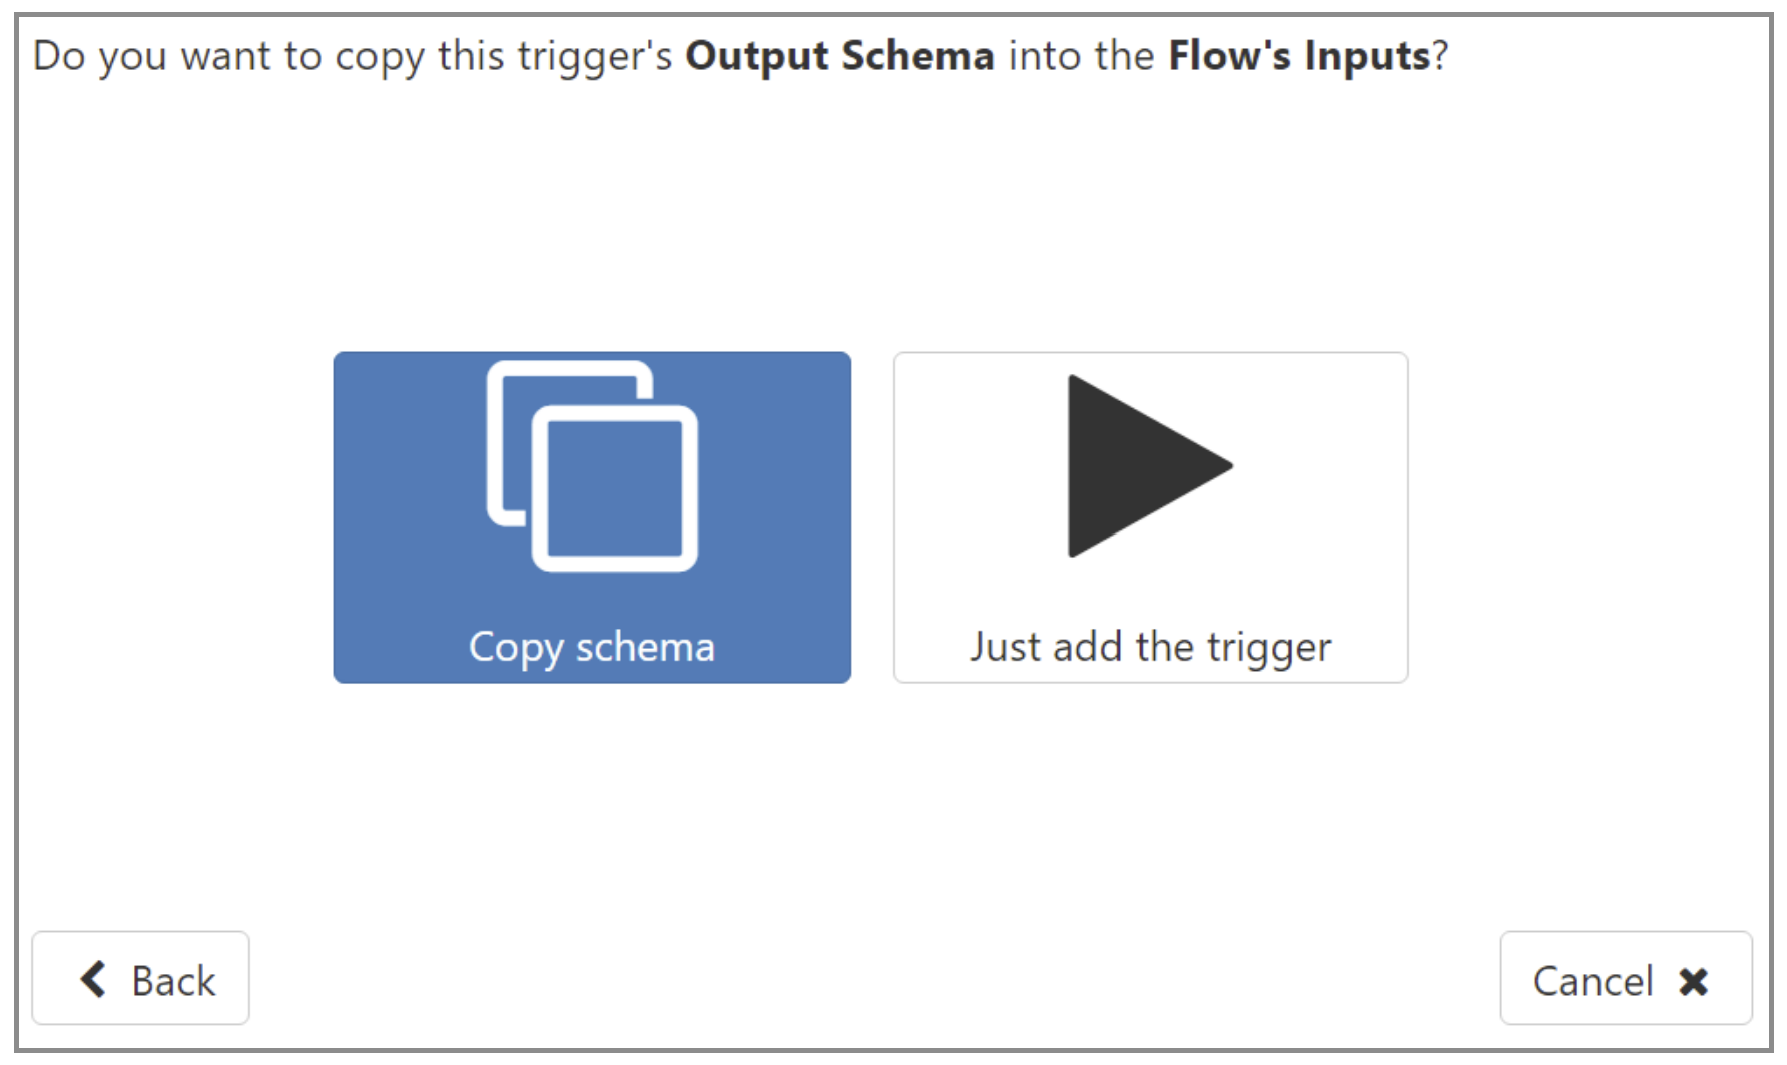 Do you want to copy this trigger's Output Schema into the Flow's Inputs?
Copy schema
Just add the trigger
Back
Cancel